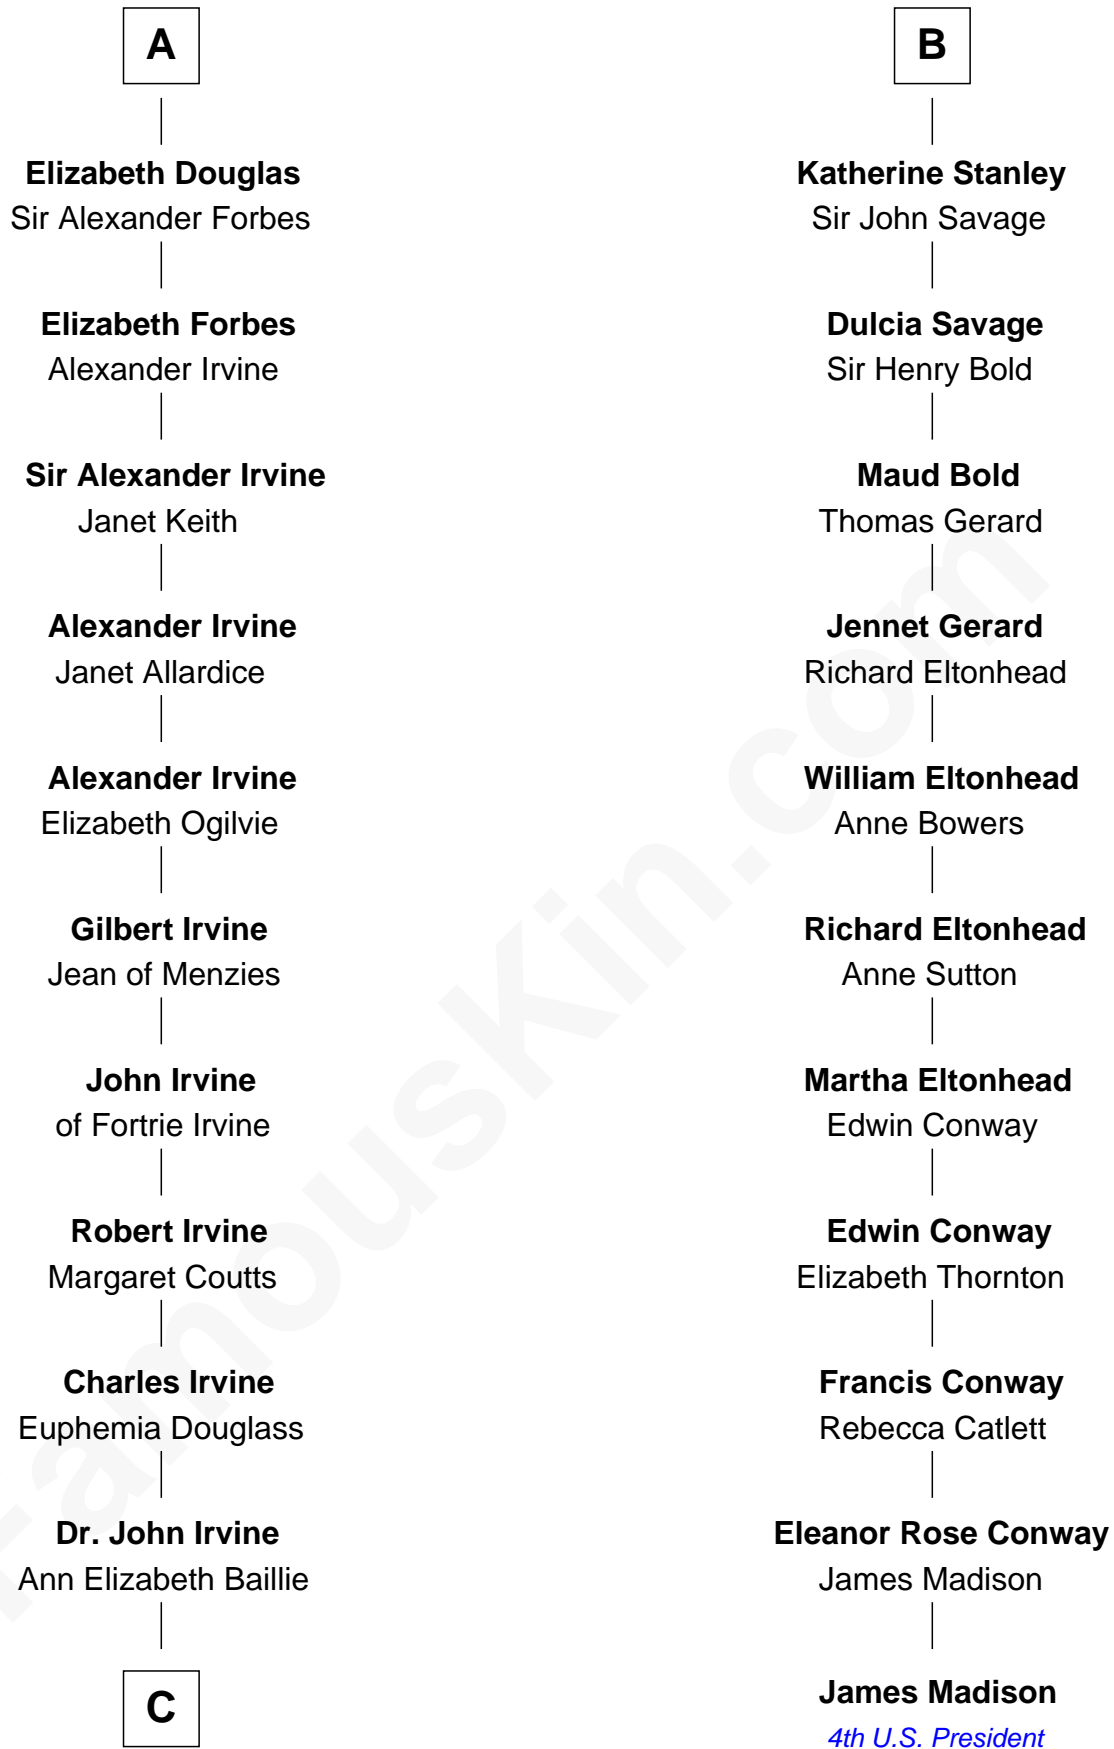 A
Elizabeth Douglas
Sir Alexander Forbes
Elizabeth Forbes
Alexander Irvine
Sir Alexander Irvine
Janet Keith
Alexander Irvine
Janet Allardice
Alexander Irvine
Elizabeth Ogilvie
Gilbert Irvine
Jean of Menzies
John Irvine
of Fortrie Irvine
Robert Irvine
Margaret Coutts
Charles Irvine
Euphemia Douglass
Dr. John Irvine
Ann Elizabeth Baillie
C
B
Katherine Stanley
Sir John Savage
Dulcia Savage
Sir Henry Bold
Maud Bold
Thomas Gerard
Jennet Gerard
Richard Eltonhead
William Eltonhead
Anne Bowers
Richard Eltonhead
Anne Sutton
Martha Eltonhead
Edwin Conway
Edwin Conway
Elizabeth Thornton
Francis Conway
Rebecca Catlett
Eleanor Rose Conway
James Madison
James Madison
4th U.S. President
FamousKin.com